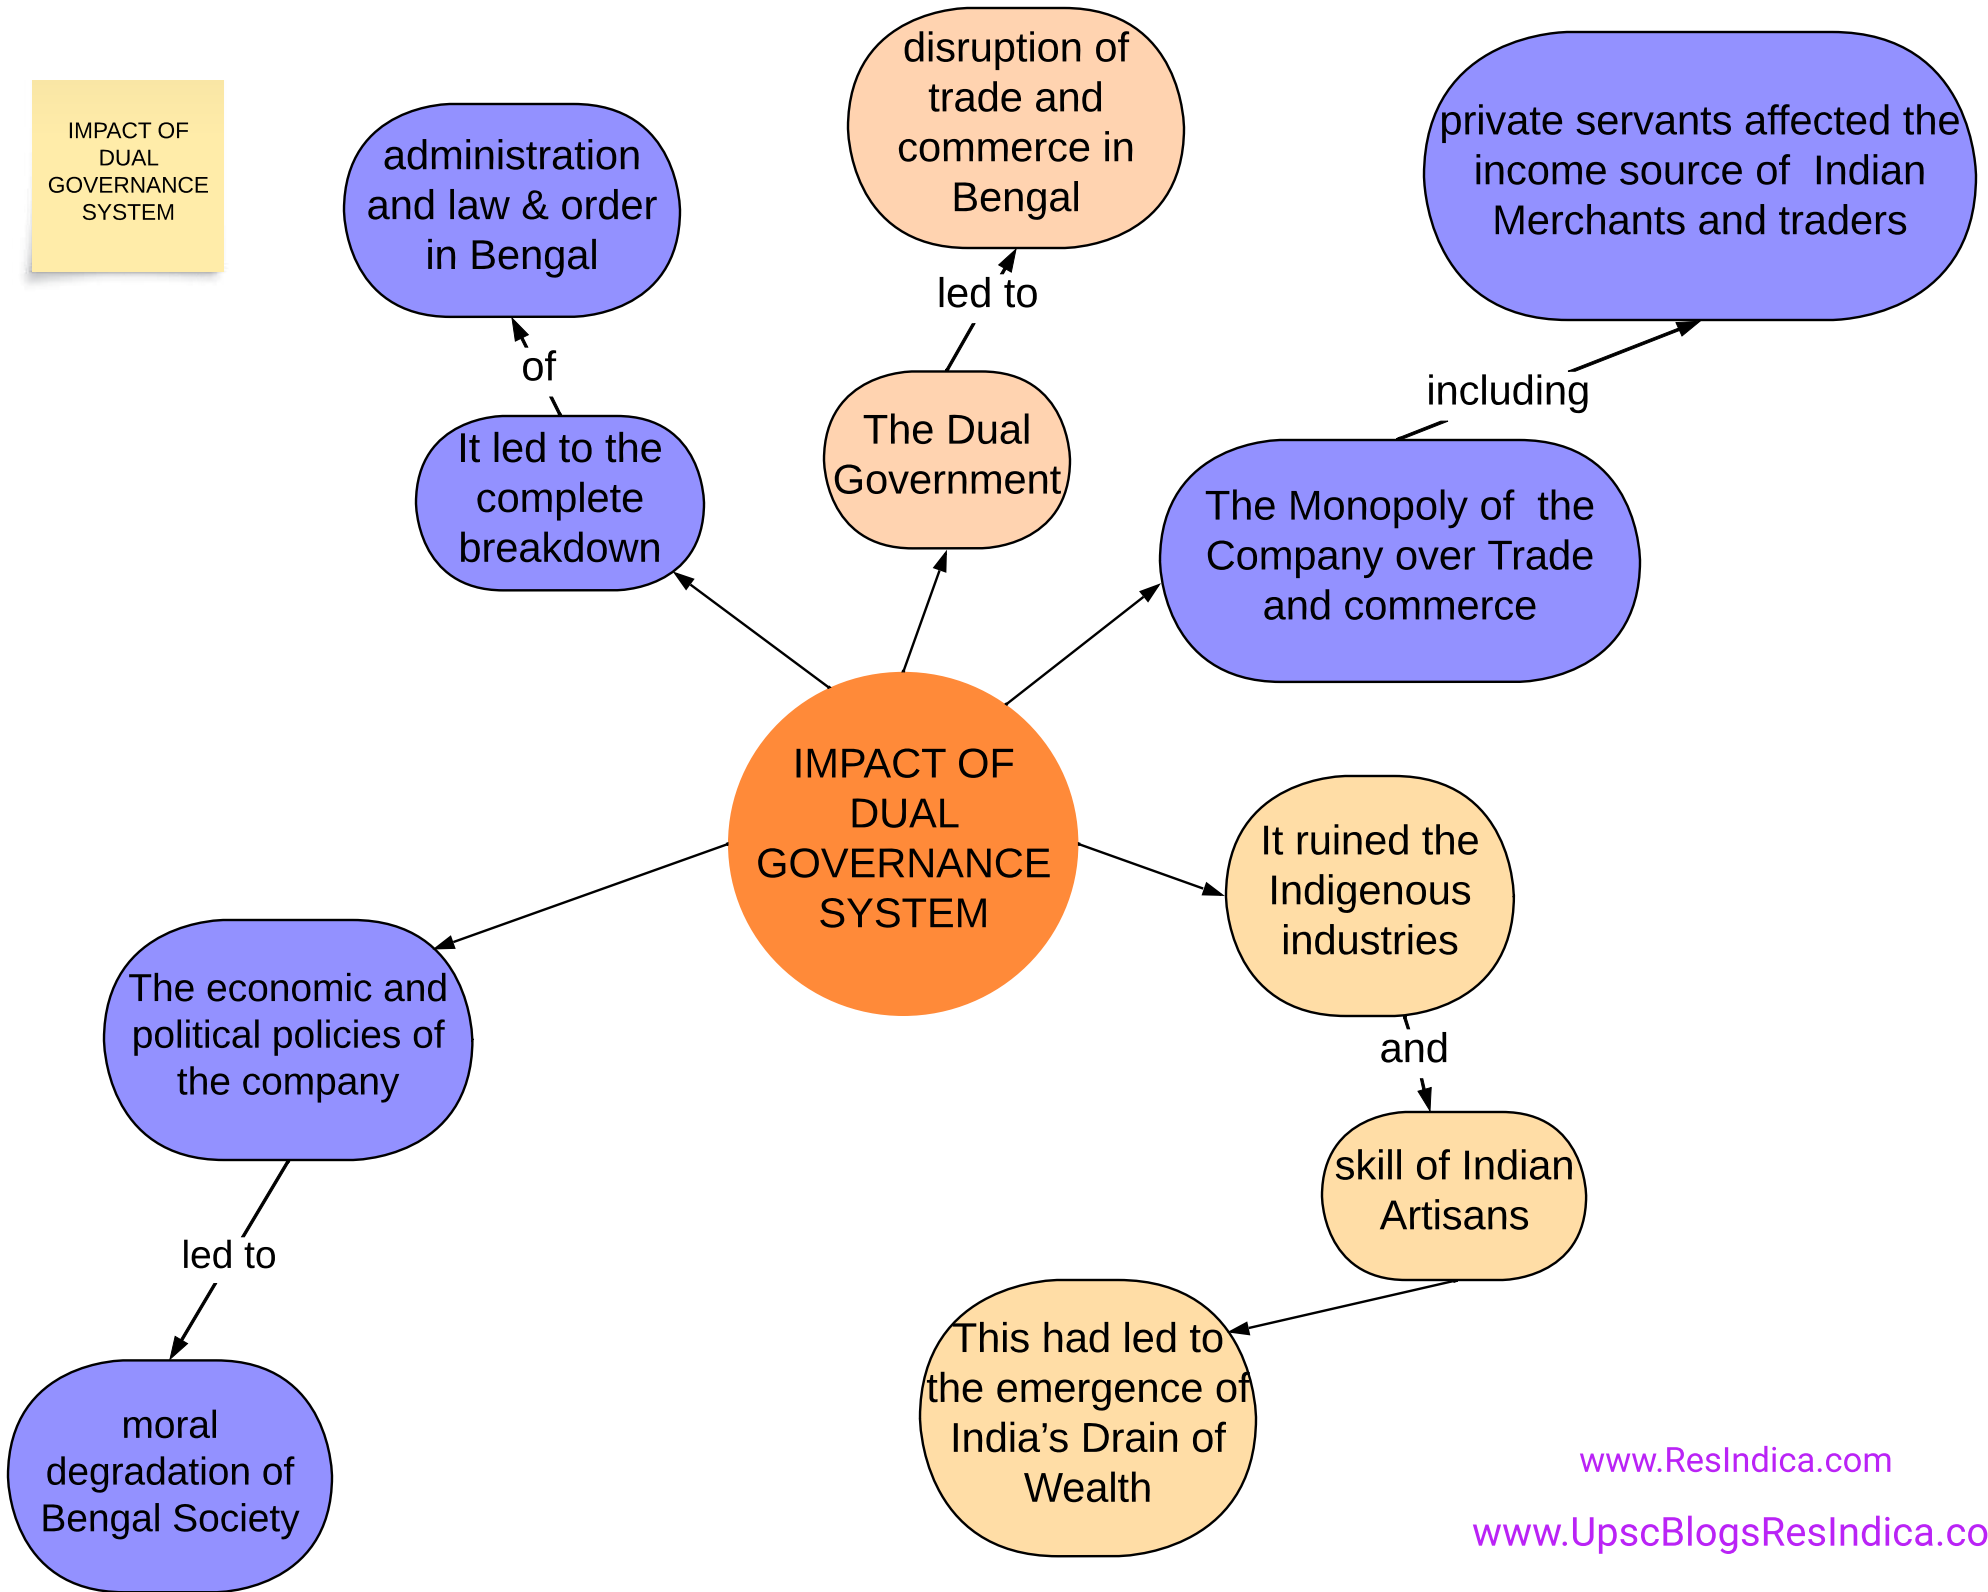 IMPACT OF
DUAL
GOVERNANCE
SYSTEM
administration
and law & order
in Bengal
of
It led to the
complete
breakdown
disruption of
trade and
commerce in
Bengal
led to
The Dual
Government
private servants affected the
income source of  Indian
Merchants and traders
including
The Monopoly of  the
Company over Trade
and commerce
IMPACT OF
DUAL
GOVERNANCE
SYSTEM
It ruined the
Indigenous
industries
and
skill of Indian
Artisans
This had led to
the emergence of
India’s Drain of
Wealth
The economic and
political policies of
the company
led to
moral
degradation of
Bengal Society
www.ResIndica.com
www.UpscBlogsResIndica.co